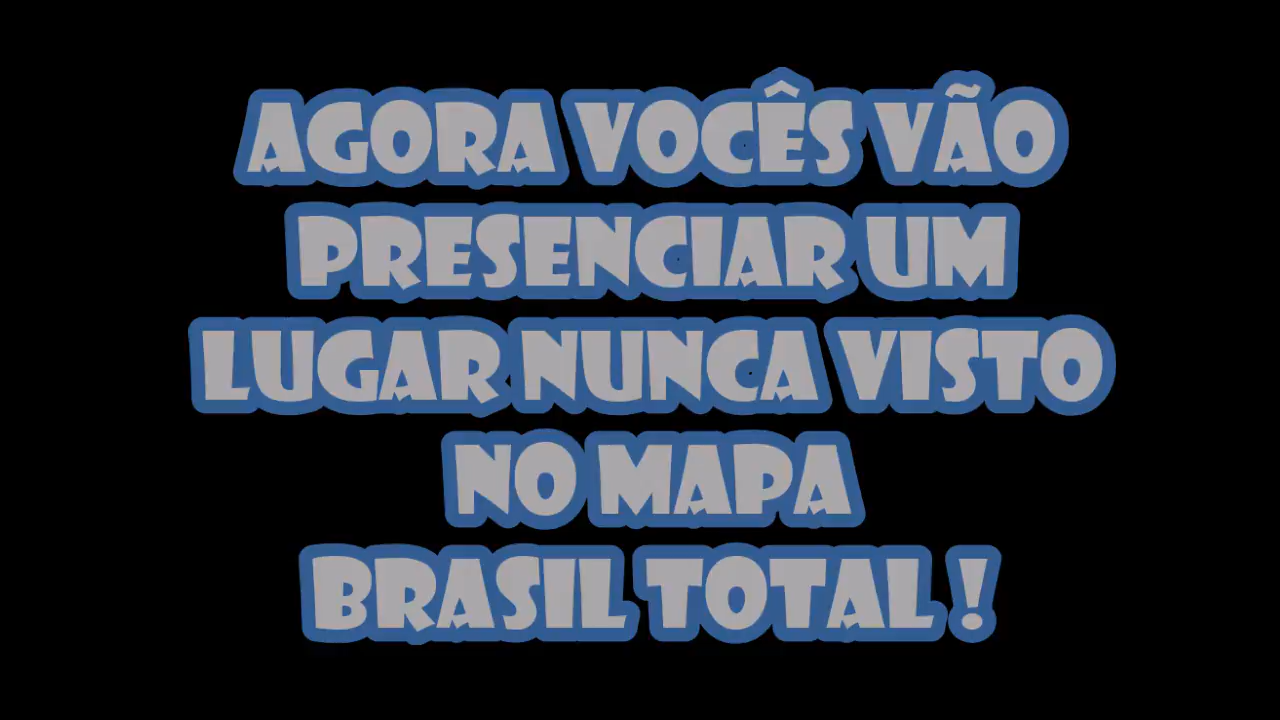 AGORA VOCÊS VÃO
PRESENCIAR UM
LUGAR NUNCA VISTO
NO MAPA
BRASIL TOTAL !